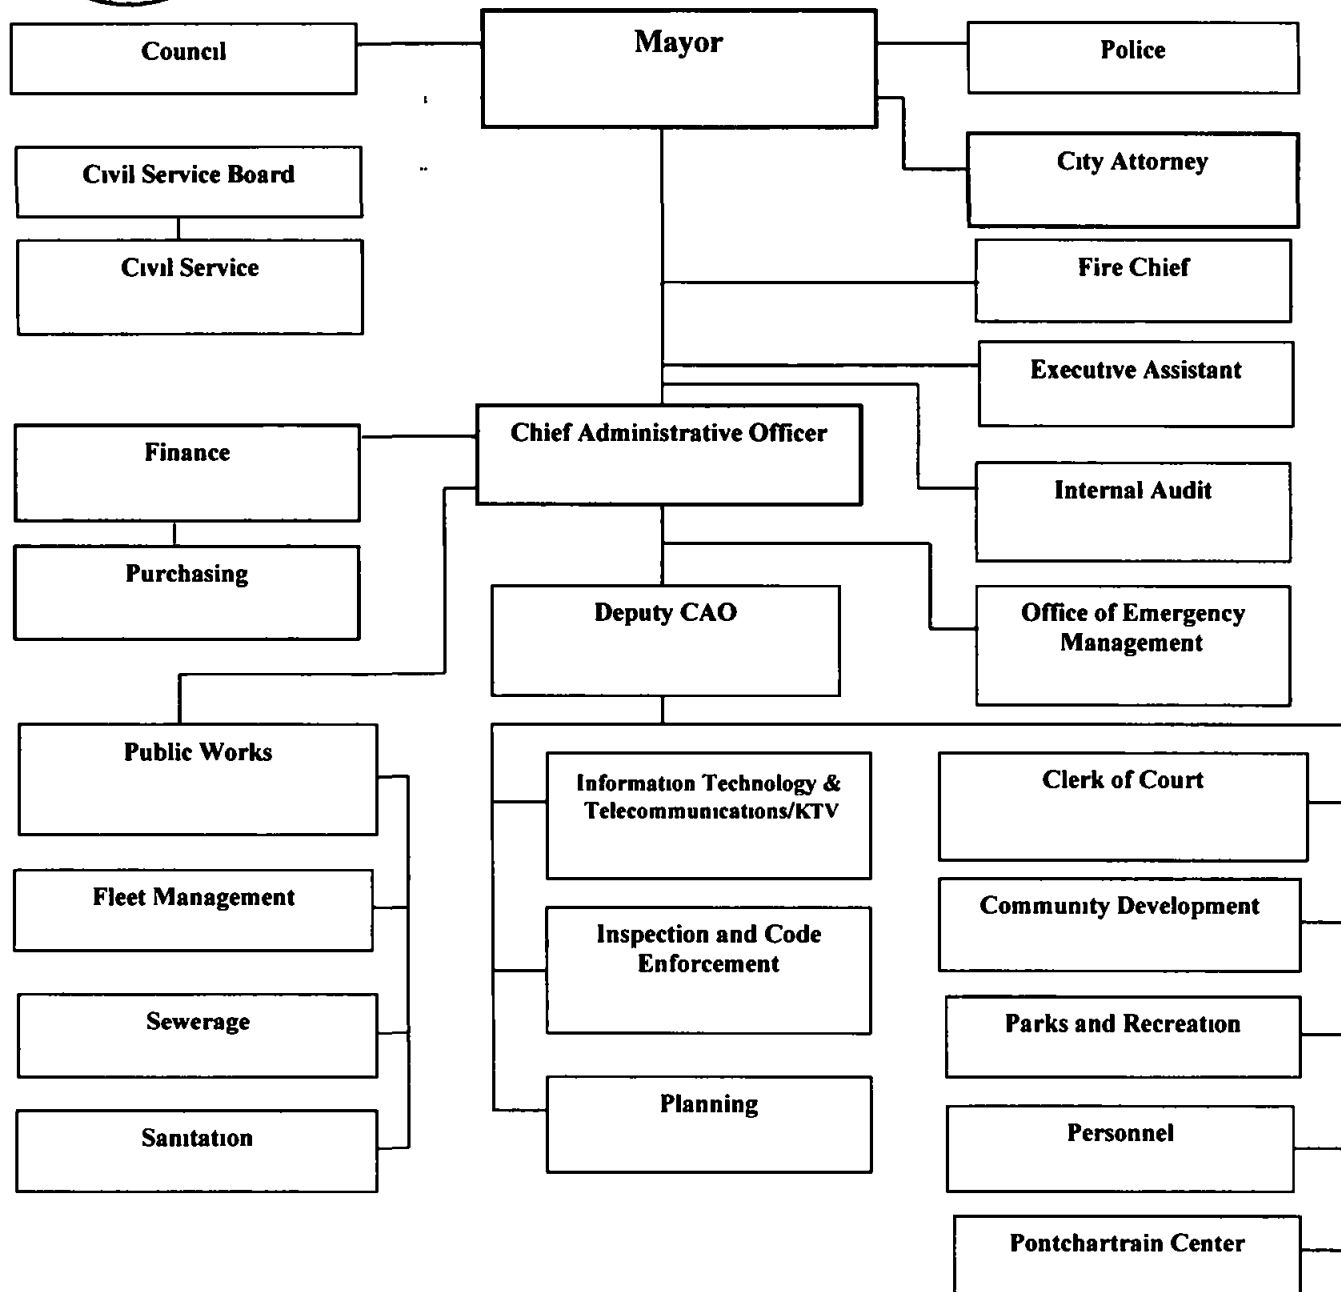 Council
Mayor
Police
Civil Service Board
City Attorney
Civil Service
Fire Chief
Executive Assistant
Finance
Chief Administrative Officer
Internal Audit
Purchasing
Deputy CAO
Office of Emergency
Management
Public Works
Information Technology &
Telecommunications/KTV
Clerk of Court
Fleet Management
Inspection and Code
Enforcement
Community Development
Sewerage
Parks and Recreation
Planning
Sanitation
Personnel
Pontchartrain Center